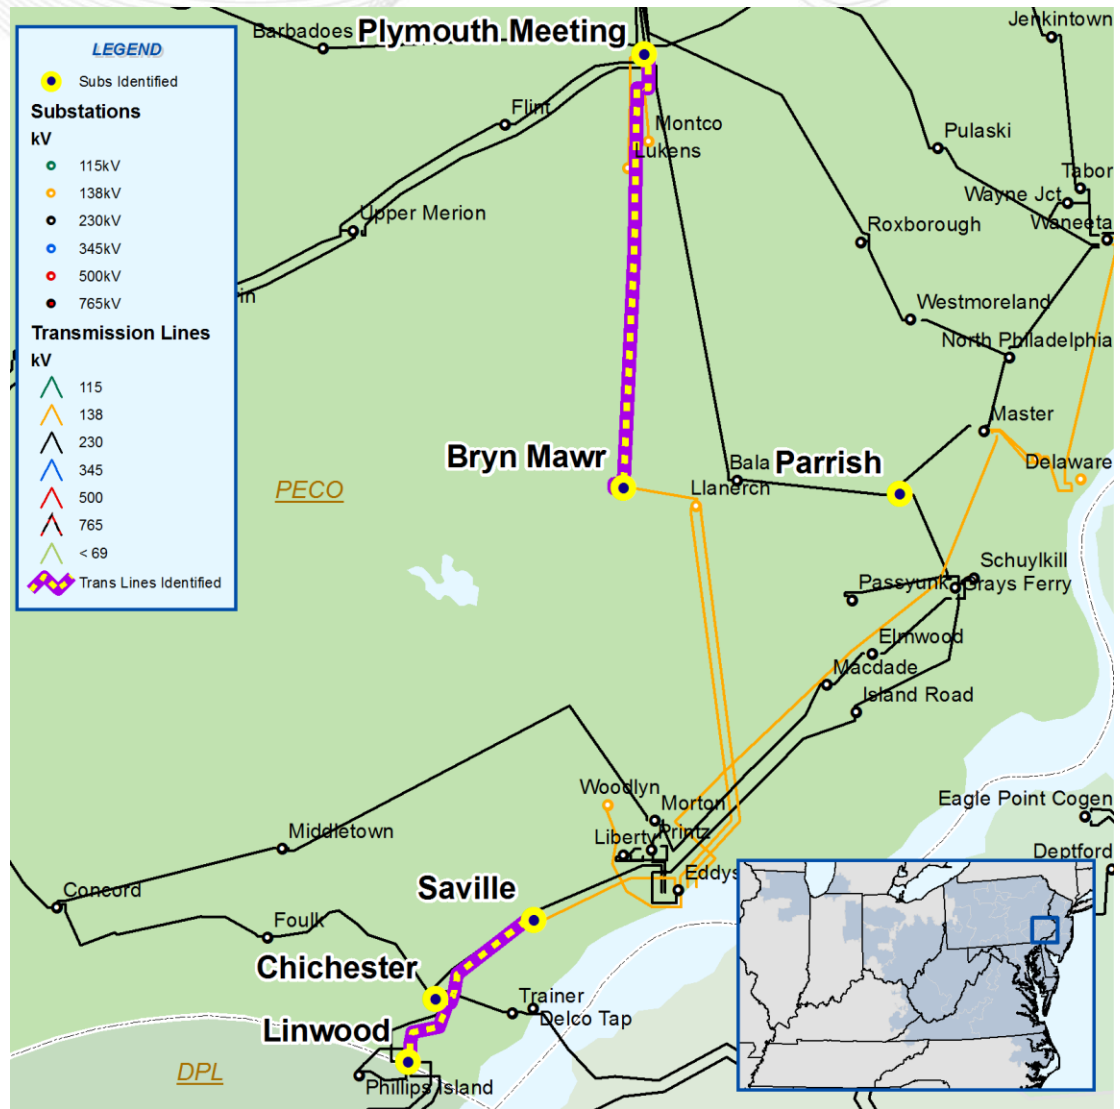 Plymouth Meeting
Jenkintown
Barbadoes
LEGEND
Subs Identified
Substations
kV
115kV
138kV
230kV
345kV
500kV
765kV
Transmission Lines
kV
115
138
230
345
500
765
< 69
Trans Lines Identified
Flint
Montco
Lukens
Pulaski
Tabor
Wayne Jct
Waneeta
Upper Merion
Roxborough
in
Westmoreland
North Philadelphia
Master
Bryn Mawr
Bala
Parrish
Delaware
Llanerch
PECO
Schuylkill
Passyunk
Grays Ferry
Elmwood
Macdade
Island Road
Woodlyn
Morton
Eagle Point Cogen
Middletown
Liberty
Printz
Deptford
Concord
Saville
Eddys
Foulk
Chichester
Trainer
Delco Tap
Linwood
DPL
Phillips Island